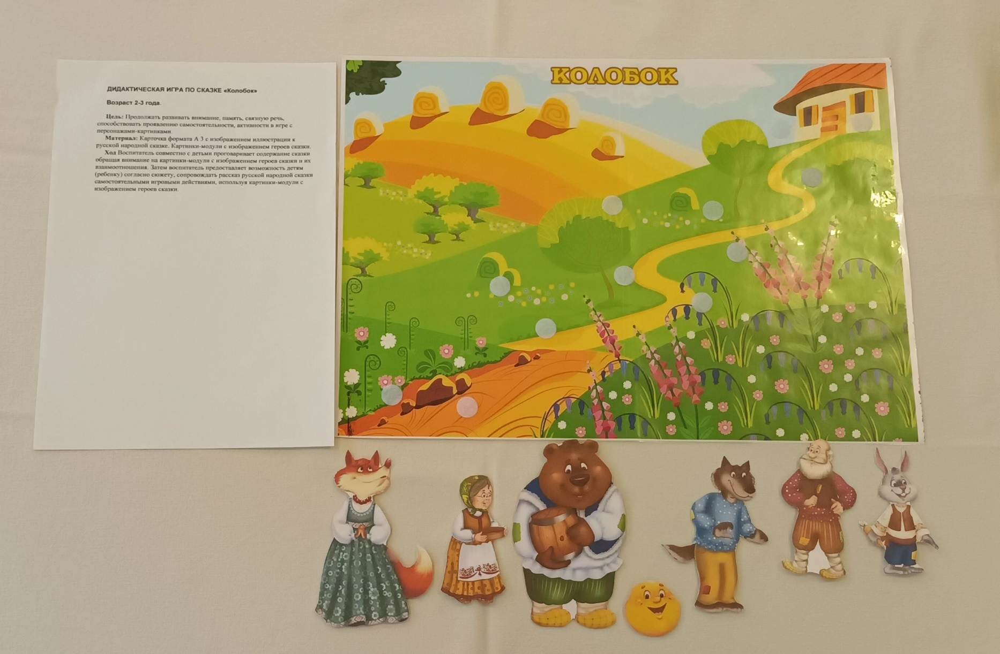 ДИДАКТИЧЕСКАЯ ИГРА ПО СКАЗКЕ «Колобок»
Возраст 2-3 года.
Цель: Продолжать развивать внимание, память, связную речь,
способствовать проявлению самостоятельности, активности в игре с
персонажами-картинками
Материал: Карточка формата А 3 с изображением иллюстрации к
русской народной сказке. Картинки-модули с изображением героев сказки.
Ход Воспитатель совместно с детьми проговаривает содержание сказки
обращая внимание на картинки-модули с изображением героев сказки и их
взаимоотношения. Затем воспитатель предоставляет возможность детям
(ребенку) согласно сюжету, сопровождать рассказ русской народной сказки
самостоятельными игровыми действиями, используя картинки-модули с
изображением героев сказки.
КОЛОБОК